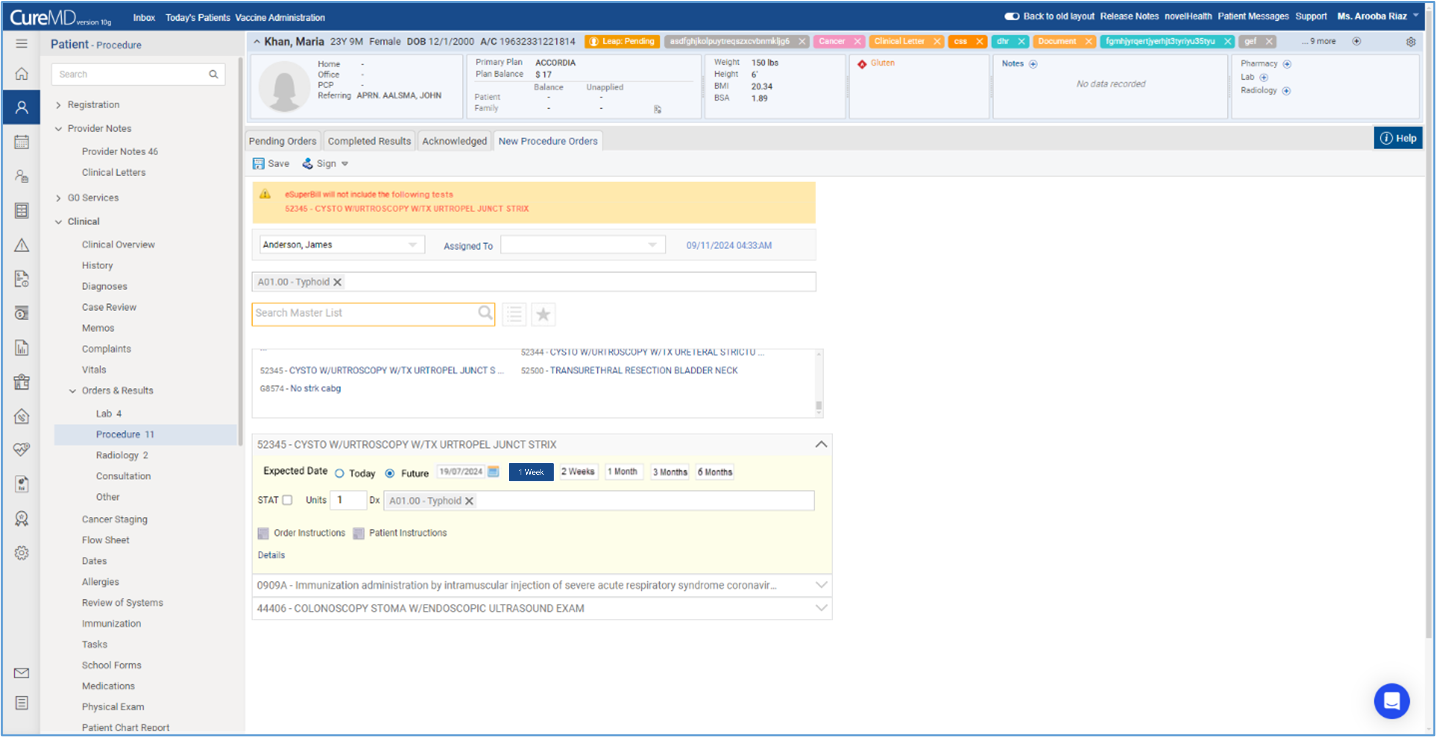 CureMD version 10g Inbox Today's Patients Vaccine Administration Back to old layout Release Notes novelHealth Patient Messages Support Ms. Arooba Riaz
Patient - Procedure
Search
Registration
Provider Notes
Provider Notes 46
Clinical Letters
G0 Services
Clinical
Clinical Overview
History
Diagnoses
Case Review
Memos
Complaints
Vitals
Orders & Results
Lab 4
Procedure 11
Radiology 2
Consultation
Other
Cancer Staging
Flow Sheet
Dates
Allergies
Review of Systems
Immunization
Tasks
School Forms
Medications
Physical Exam
Patient Chart Report
Khan, Maria 23Y 9M Female DOB 12/1/2000 A/C 19632331221814 Leap: Pending asdfghjkolpuytreqszxcvbnmkljg6 Cancer Clinical Letter css dhr Document fgmhjyrqertjyerhjt3tyriyu35tyu gef ... 9 more
Home -
Office -
PCP -
Referring APRN. AALSMA, JOHN
Primary Plan ACCORDIA
Plan Balance $ 17
Balance Unapplied
Patient - -
Family - -
Weight 150 lbs
Height 6'
BMI 20.34
BSA 1.89
Gluten
Notes
No data recorded
Pharmacy
Lab
Radiology
Pending Orders Completed Results Acknowledged New Procedure Orders
Help
Save Sign
eSuperBill will not include the following tests
52345 - CYSTO W/URTROSCOPY W/TX URTROPEL JUNCT STRIX
Anderson, James Assigned To 09/11/2024 04:33AM
A01.00 - Typhoid
Search Master List
52344 - CYSTO W/URTROSCOPY W/TX URETERAL STRICTU ...
52345 - CYSTO W/URTROSCOPY W/TX URTROPEL JUNCT S ... 52500 - TRANSURETHRAL RESECTION BLADDER NECK
G8574 - No strk cabg
52345 - CYSTO W/URTROSCOPY W/TX URTROPEL JUNCT STRIX
Expected Date Today Future 19/07/2024 1 Week 2 Weeks 1 Month 3 Months 6 Months
STAT Units 1 Dx A01.00 - Typhoid
Order Instructions Patient Instructions
Details
0909A - Immunization administration by intramuscular injection of severe acute respiratory syndrome coronavir...
44406 - COLONOSCOPY STOMA W/ENDOSCOPIC ULTRASOUND EXAM